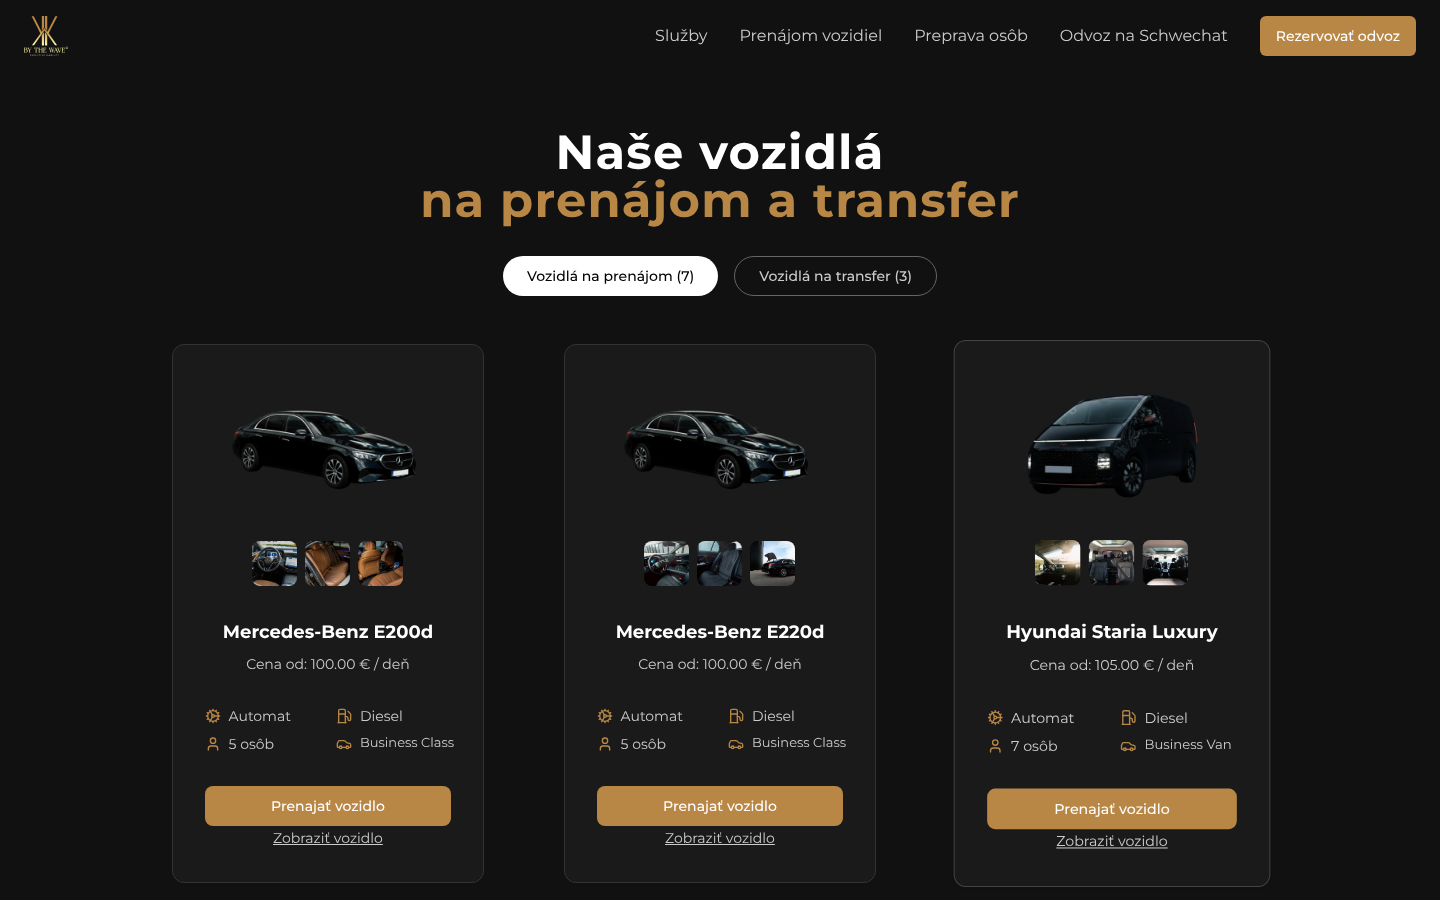 BY THE WAVE
Služby
Prenájom vozidiel
Preprava osôb
Odvoz na Schwechat
Rezervovať odvoz
Naše vozidlá
na prenájom a transfer
Vozidlá na prenájom (7)
Vozidlá na transfer (3)
Mercedes-Benz E200d
Cena od: 100.00 € / deň
Automat
Diesel
5 osôb
Business Class
Prenajať vozidlo
Zobraziť vozidlo
Mercedes-Benz E220d
Cena od: 100.00 € / deň
Automat
Diesel
5 osôb
Business Class
Prenajať vozidlo
Zobraziť vozidlo
Hyundai Staria Luxury
Cena od: 105.00 € / deň
Automat
Diesel
7 osôb
Business Van
Prenajať vozidlo
Zobraziť vozidlo